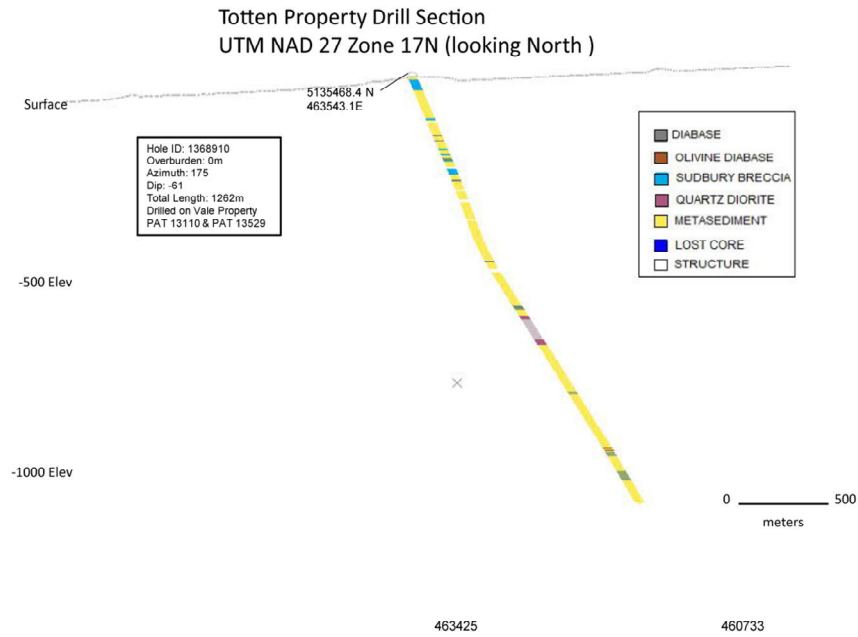 Totten Property Drill Section
UTM NAD 27 Zone 17N (looking North )
Surface
5135468.4 N
463543.1E
Hole ID: 1368910
Overburden: 0m
Azimuth: 175
Dip: -61
Total Length: 1262m
Drilled on Vale Property
PAT 13110 & PAT 13529
DIABASE
OLIVINE DIABASE
SUDBURY BRECCIA
QUARTZ DIORITE
METASEDIMENT
LOST CORE
STRUCTURE
-500 Elev
-1000 Elev
0 500
meters
463425 460733